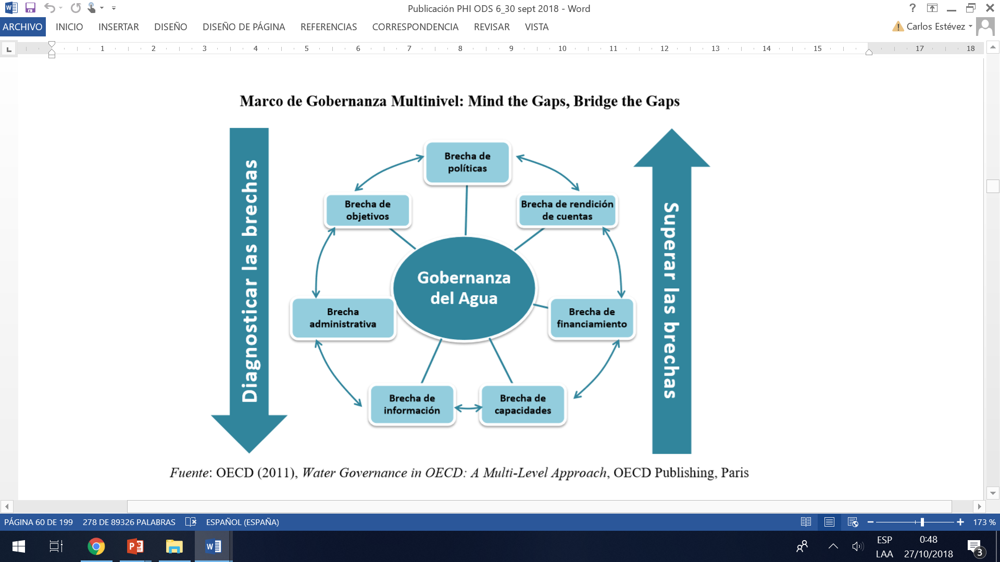 Publicación PHI ODS 6_30 sept 2018 - Word
ARCHIVO INICIO INSERTAR DISEÑO DISEÑO DE PÁGINA REFERENCIAS CORRESPONDENCIA REVISAR VISTA Carlos Estévez
1 2 3 4 5 6 7 8 9 10 11 12 13 14 15 17 18
Marco de Gobernanza Multinivel: Mind the Gaps, Bridge the Gaps
Diagnosticar las brechas
Brecha de
políticas
Brecha de
objetivos
Brecha de rendición
de cuentas
Gobernanza
del Agua
Brecha
administrativa
Brecha de
financiamiento
Brecha de
información
Brecha de
capacidades
Superar las brechas
Fuente: OECD (2011), Water Governance in OECD: A Multi-Level Approach, OECD Publishing, Paris
PÁGINA 60 DE 199 278 DE 89326 PALABRAS ESPAÑOL (ESPAÑA) 173 %
ESP
LAA
0:48
27/10/2018
3